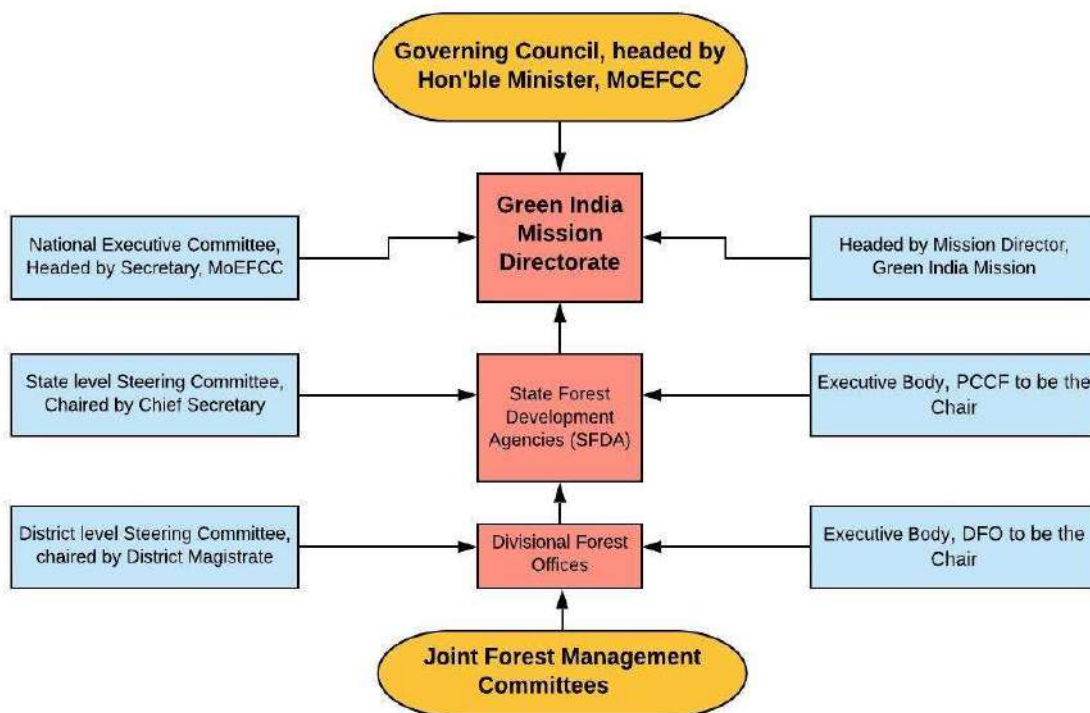 Governing Council, headed by
Hon'ble Minister, MoEFCC
Green India
Mission
Directorate
National Executive Committee,
Headed by Secretary, MoEFCC
Headed by Mission Director,
Green India Mission
State level Steering Committee,
Chaired by Chief Secretary
State Forest
Development
Agencies (SFDA)
Executive Body, PCCF to be the
Chair
District level Steering Committee,
chaired by District Magistrate
Divisional Forest
Offices
Executive Body, DFO to be the
Chair
Joint Forest Management
Committees